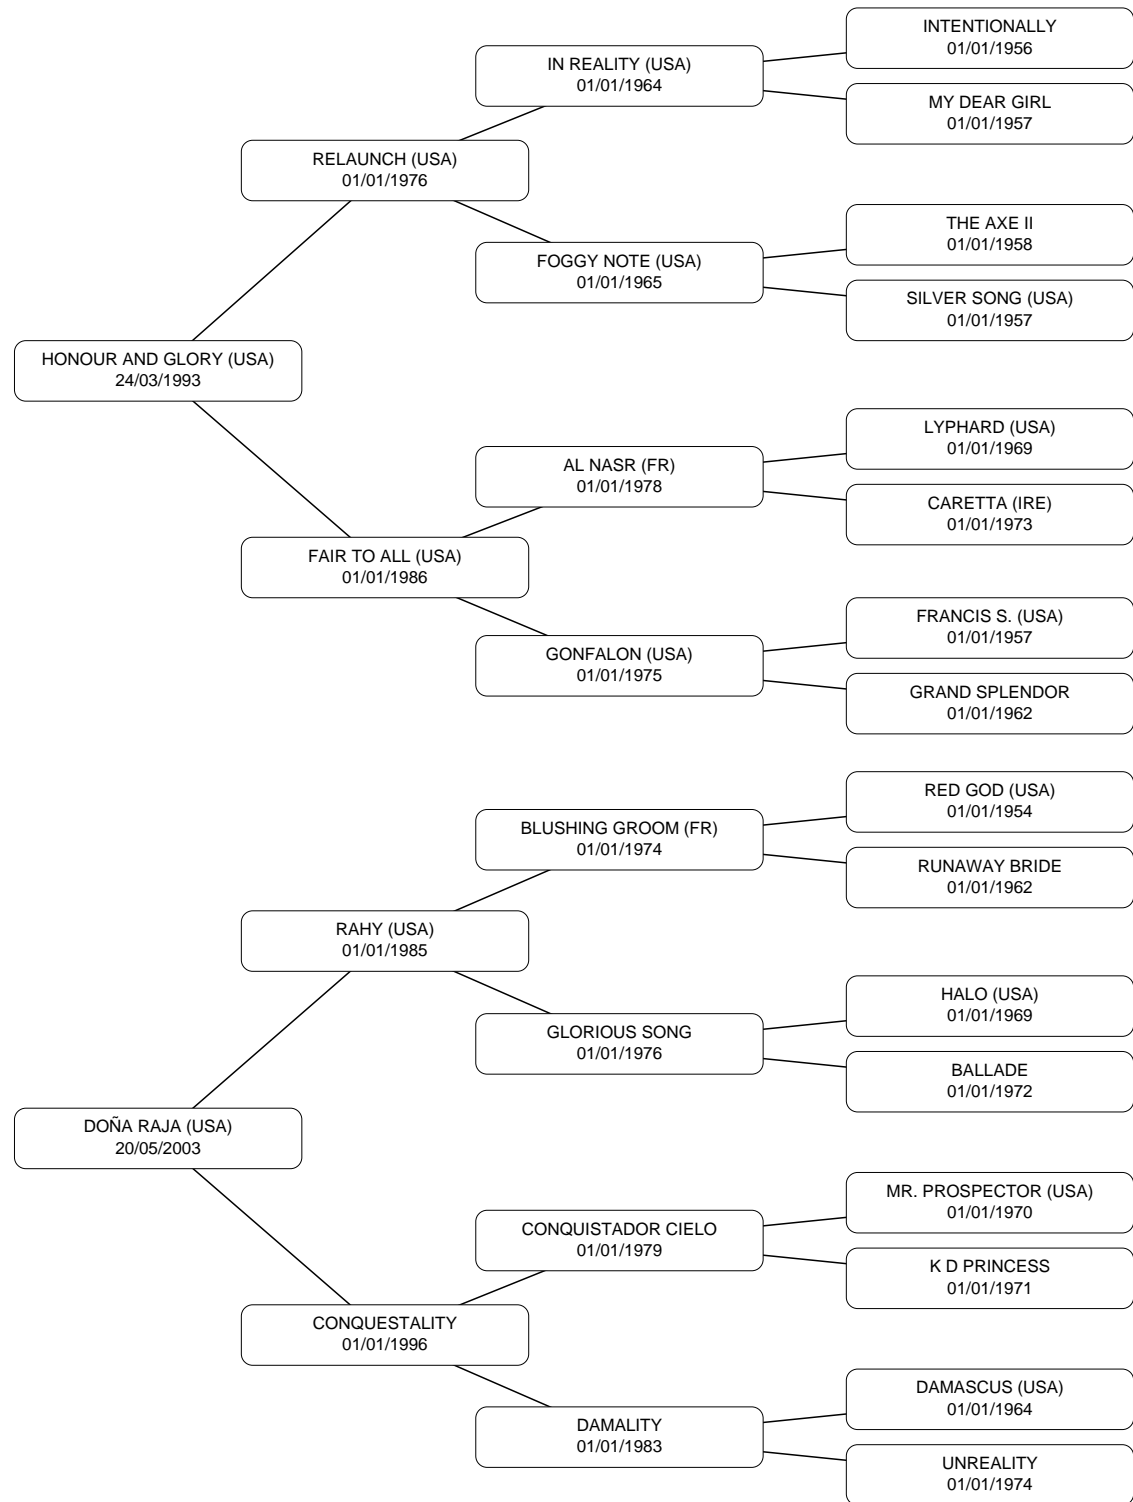 INTENTIONALLY
01/01/1956
IN REALITY (USA)
01/01/1964
MY DEAR GIRL
01/01/1957
RELAUNCH (USA)
01/01/1976
THE AXE II
01/01/1958
FOGGY NOTE (USA)
01/01/1965
SILVER SONG (USA)
01/01/1957
HONOUR AND GLORY (USA)
24/03/1993
LYPHARD (USA)
01/01/1969
AL NASR (FR)
01/01/1978
CARETTA (IRE)
01/01/1973
FAIR TO ALL (USA)
01/01/1986
FRANCIS S. (USA)
01/01/1957
GONFALON (USA)
01/01/1975
GRAND SPLENDOR
01/01/1962
RED GOD (USA)
01/01/1954
BLUSHING GROOM (FR)
01/01/1974
RUNAWAY BRIDE
01/01/1962
RAHY (USA)
01/01/1985
HALO (USA)
01/01/1969
GLORIOUS SONG
01/01/1976
BALLADE
01/01/1972
DOÑA RAJA (USA)
20/05/2003
MR. PROSPECTOR (USA)
01/01/1970
CONQUISTADOR CIELO
01/01/1979
K D PRINCESS
01/01/1971
CONQUESTALITY
01/01/1996
DAMASCUS (USA)
01/01/1964
DAMALITY
01/01/1983
UNREALITY
01/01/1974